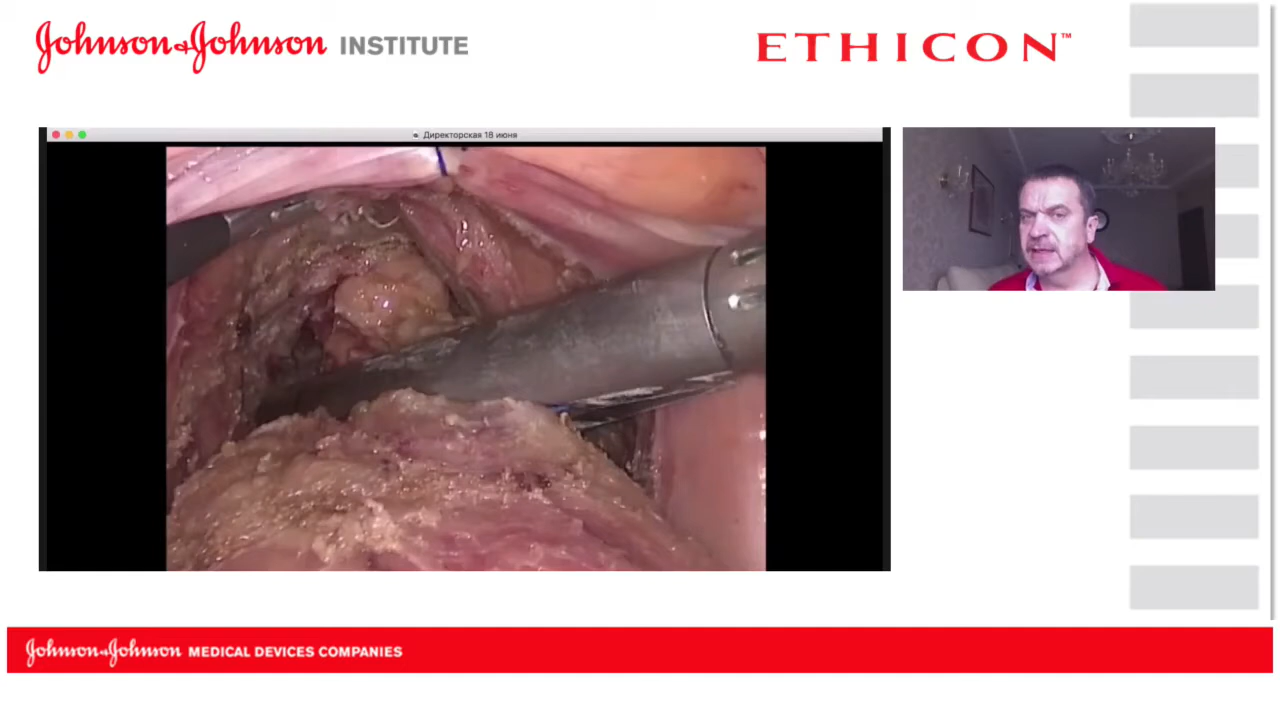 Johnson & Johnson INSTITUTE
ETHICON™
Директорская 18 июня
Johnson & Johnson MEDICAL DEVICES COMPANIES